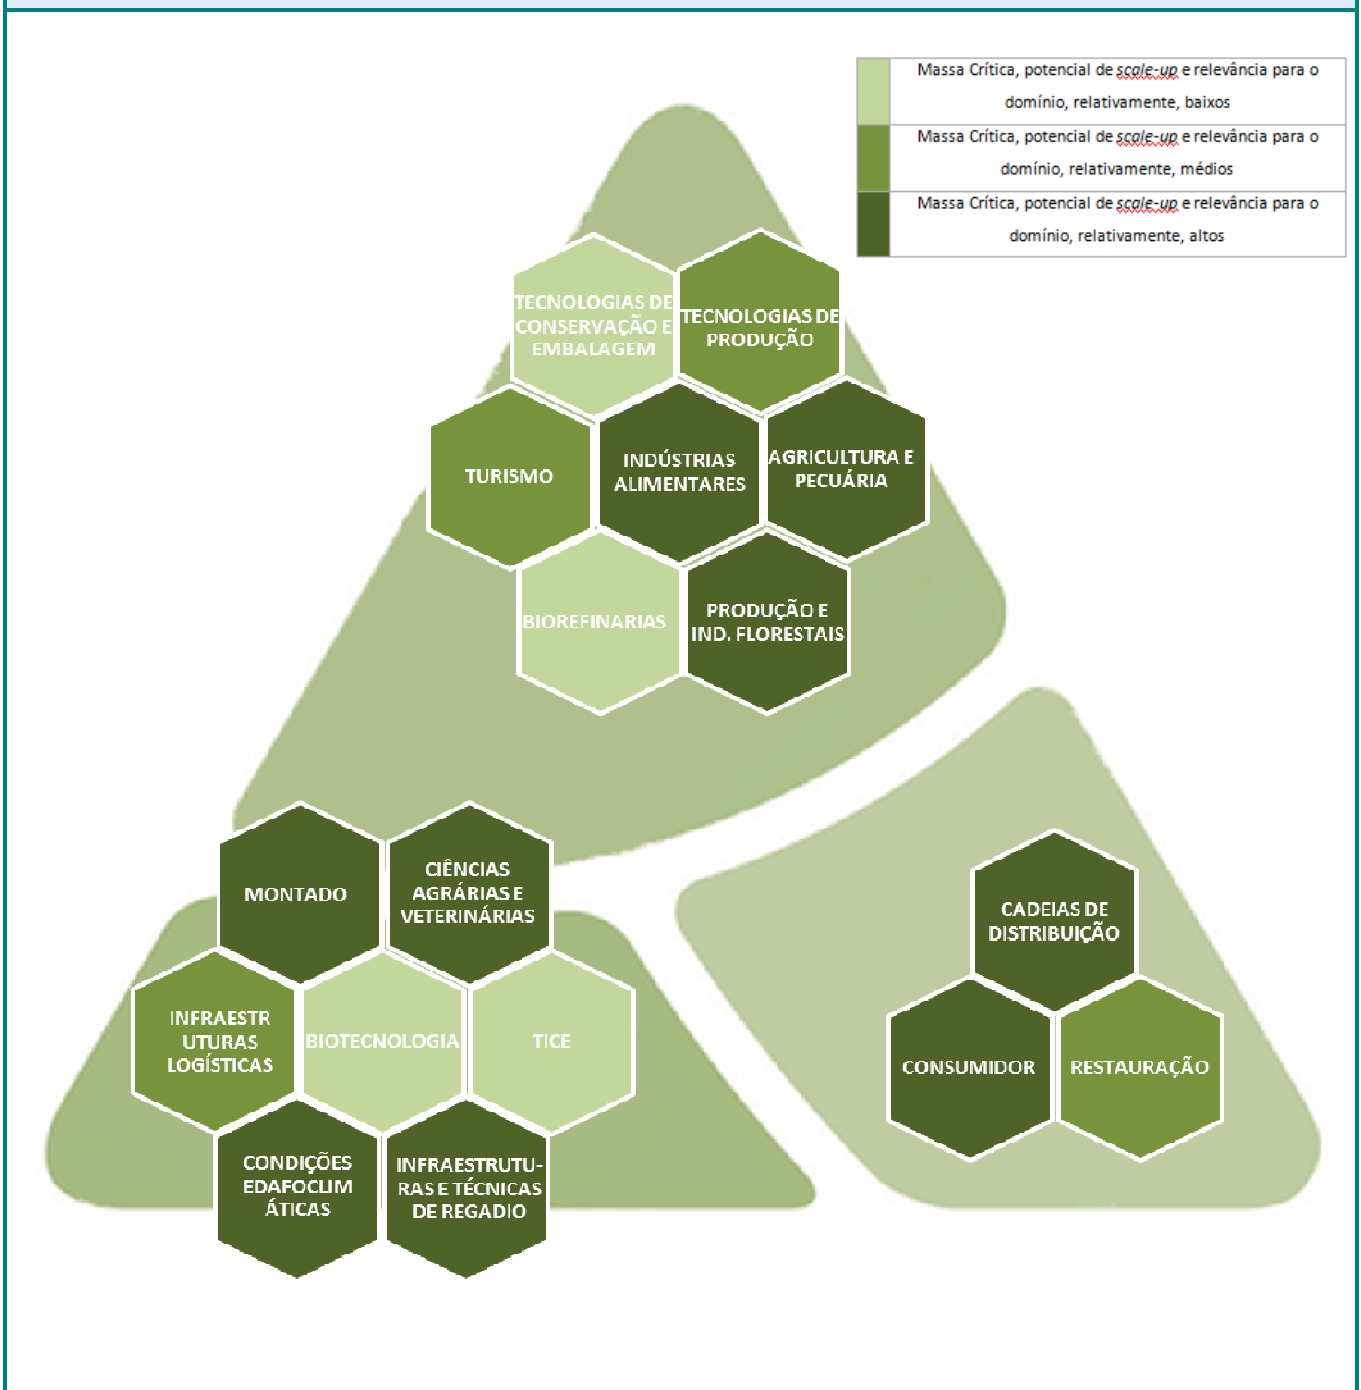 Massa Crítica, potencial de scale-up e relevância para o
domínio, relativamente, baixos
Massa Crítica, potencial de scale-up e relevância para o
domínio, relativamente, médios
Massa Crítica, potencial de scale-up e relevância para o
domínio, relativamente, altos
TECNOLOGIAS DE
CONSERVAÇÃO E
EMBALAGEM
TECNOLOGIAS DE
PRODUÇÃO
TURISMO
INDÚSTRIAS
ALIMENTARES
AGRICULTURA E
PECUÁRIA
BIOREFINARIAS
PRODUÇÃO E
IND. FLORESTAIS
MONTADO
CIÊNCIAS
AGRÁRIAS E
VETERINÁRIAS
INFRAESTR
UTURAS
LOGÍSTICAS
BIOTECNOLOGIA
TICE
CONDIÇÕES
EDAFOCLIM
ÁTICAS
INFRAESTRUTU-
RAS E TÉCNICAS
DE REGADIO
CADEIAS DE
DISTRIBUIÇÃO
CONSUMIDOR
RESTAURAÇÃO